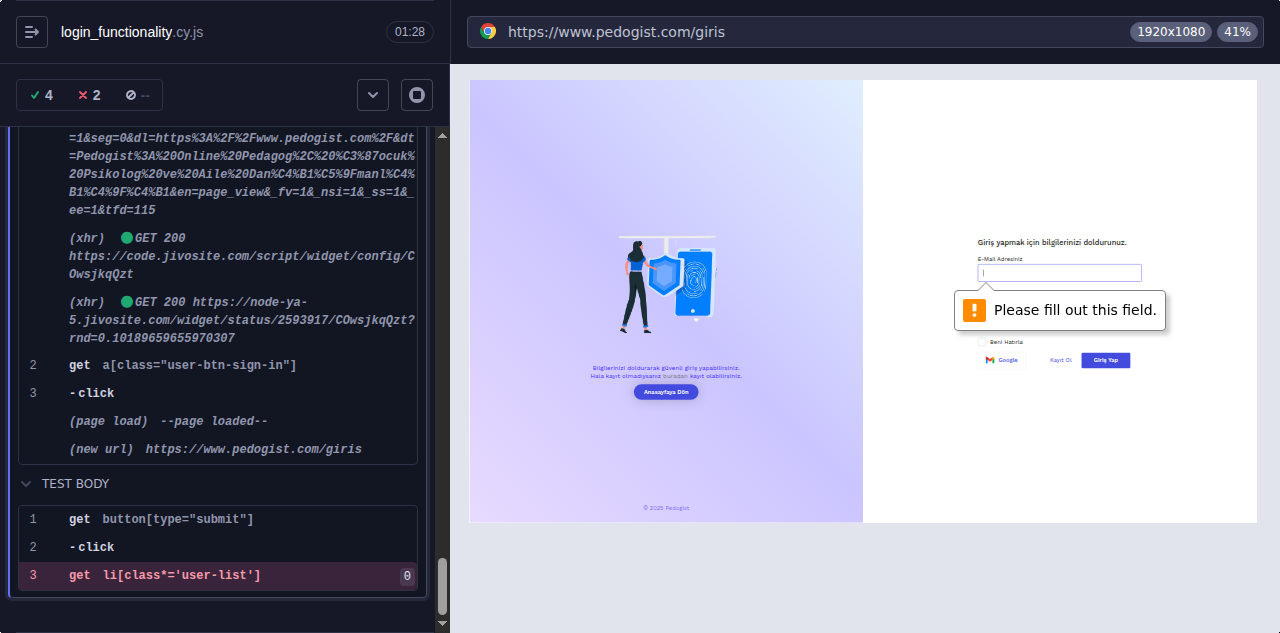 login_functionality.cy.js
01:28
https://www.pedogist.com/giris
1920x1080
41%
4
2
--
=1&seg=0&dl=https%3A%2F%2Fwww.pedogist.com%2F&dt
=Pedogist%3A%20Online%20Pedagog%2C%20%C3%87ocuk%
20Psikolog%20ve%20Aile%20Dan%C4%B1%C5%9Fmanl%C4%
B1%C4%9F%C4%B1&en=page_view&_fv=1&_nsi=1&_ss=1&_
ee=1&tfd=115
(xhr) GET 200
https://code.jivosite.com/script/widget/config/C
OwsjkqQzt
(xhr) GET 200 https://node-ya-
5.jivosite.com/widget/status/2593917/COwsjkqQzt?
rnd=0.10189659655970307
2 get a[class="user-btn-sign-in"]
3 -click
(page load) --page loaded--
(new url) https://www.pedogist.com/giris
TEST BODY
1 get button[type="submit"]
2 -click
3 get li[class*='user-list'] 0
Bilgilerinizi doldurarak güvenli giriş yapabilirsiniz.
Hala kayıt olmadıysanız buradan kayıt olabilirsiniz.
Anasayfaya Dön
© 2025 Pedogist
Giriş yapmak için bilgilerinizi doldurunuz.
E-Mail Adresiniz
Please fill out this field.
Beni Hatırla
Google
Kayıt Ol
Giriş Yap